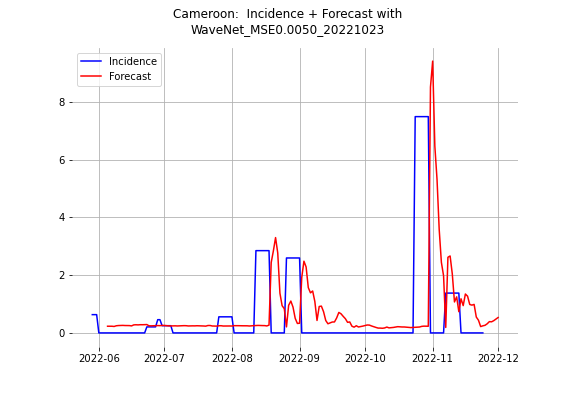 Cameroon:  Incidence + Forecast with
WaveNet_MSE0.0050_20221023
Incidence
Forecast
8
6
4
2
0
2022-06 2022-07 2022-08 2022-09 2022-10 2022-11 2022-12